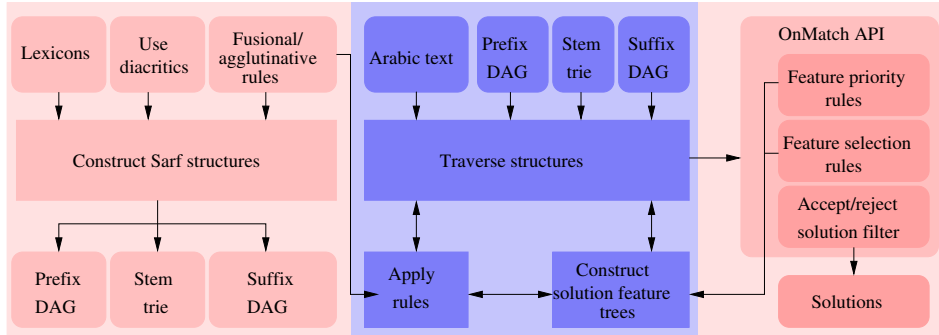 Lexicons
Use
diacritics
Fusional/
agglutinative
rules
Construct Sarf structures
Prefix
DAG
Stem
trie
Suffix
DAG
Arabic text
Prefix
DAG
Stem
trie
Suffix
DAG
Traverse structures
Apply
rules
Construct
solution feature
trees
OnMatch API
Feature priority
rules
Feature selection
rules
Accept/reject
solution filter
Solutions